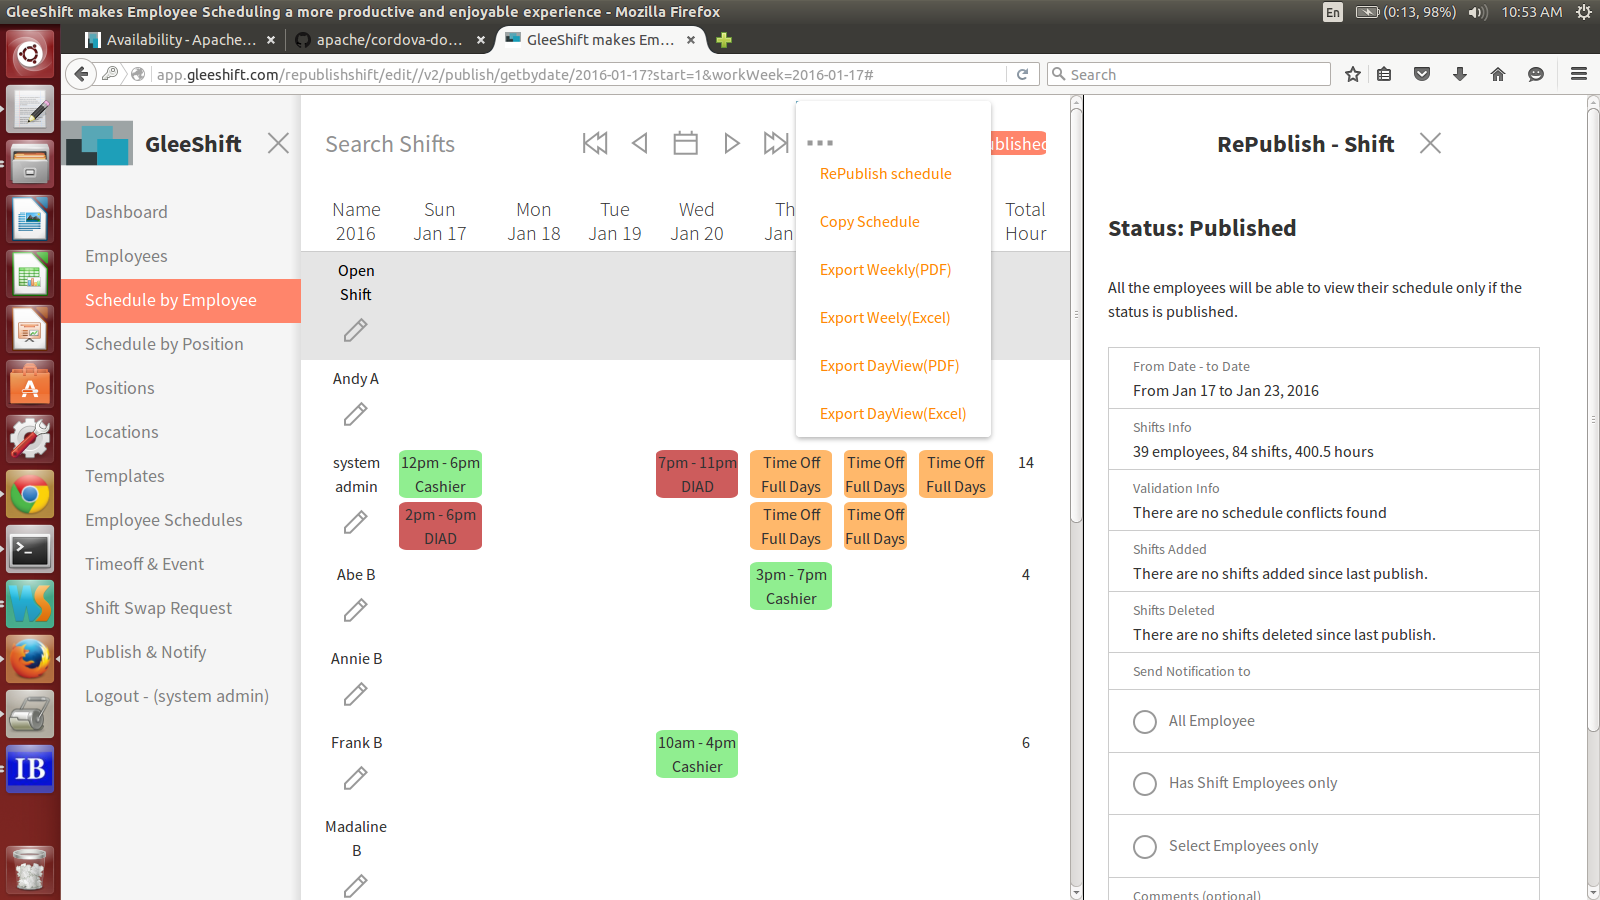 GleeShift makes Employee Scheduling a more productive and enjoyable experience - Mozilla Firefox
En
(0:13, 98%)
10:53 AM
Availability - Apache...
apache/cordova-do...
GleeShift makes Em...
app.gleeshift.com/republishshift/edit//v2/publish/getbydate/2016-01-17?start=1&workWeek=2016-01-17#
Search
GleeShift
Dashboard
Employees
Schedule by Employee
Schedule by Position
Positions
Locations
Templates
Employee Schedules
Timeoff & Event
Shift Swap Request
Publish & Notify
Logout - (system admin)
Search Shifts
ublished
RePublish schedule
Copy Schedule
Export Weekly(PDF)
Export Weely(Excel)
Export DayView(PDF)
Export DayView(Excel)
Name
2016
Sun
Jan 17
Mon
Jan 18
Tue
Jan 19
Wed
Jan 20
Th
Jan
Total
Hour
Open
Shift
Andy A
system
admin
12pm - 6pm
Cashier
2pm - 6pm
DIAD
7pm - 11pm
DIAD
Time Off
Full Days
Time Off
Full Days
Time Off
Full Days
Time Off
Full Days
Time Off
Full Days
14
Abe B
3pm - 7pm
Cashier
4
Annie B
Frank B
10am - 4pm
Cashier
6
Madaline
B
RePublish - Shift
Status: Published
All the employees will be able to view their schedule only if the
status is published.
From Date - to Date
From Jan 17 to Jan 23, 2016
Shifts Info
39 employees, 84 shifts, 400.5 hours
Validation Info
There are no schedule conflicts found
Shifts Added
There are no shifts added since last publish.
Shifts Deleted
There are no shifts deleted since last publish.
Send Notification to
All Employee
Has Shift Employees only
Select Employees only
Comments (optional)
WS
IB